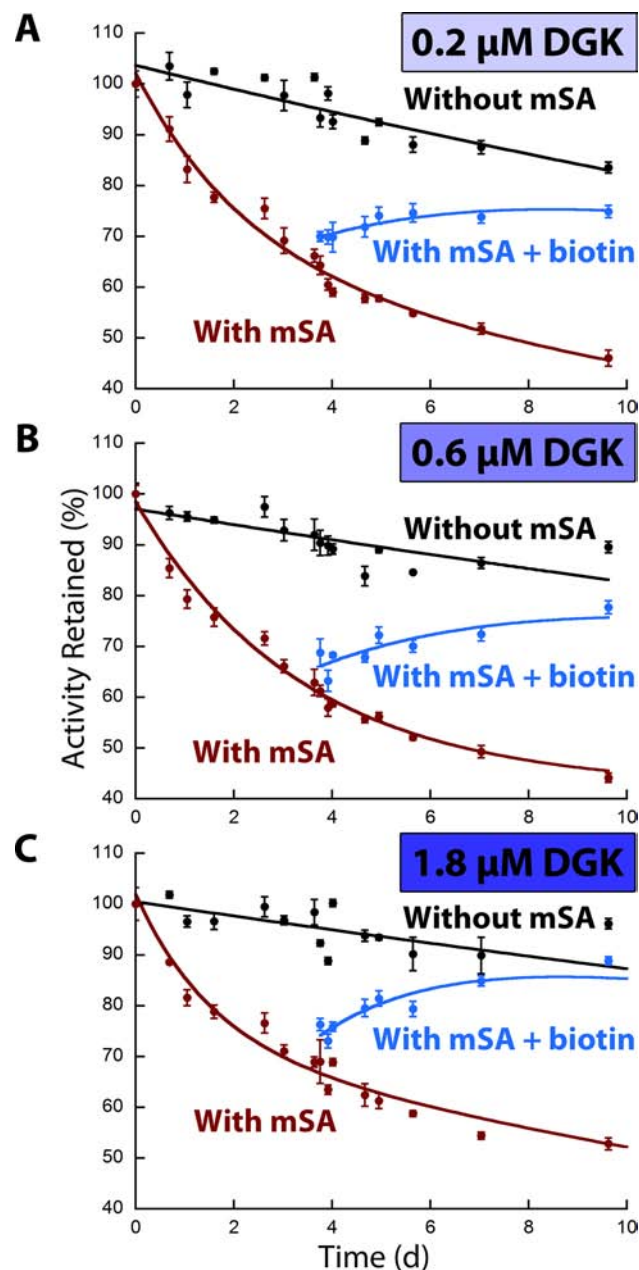 A
0.2 µM DGK
110
100
90
80
70
60
50
40
Without mSA
With mSA + biotin
With mSA
0 2 4 6 8 10
B
0.6 µM DGK
110
100
90
80
70
60
50
40
Without mSA
With mSA + biotin
With mSA
0 2 4 6 8 10
Activity Retained (%)
C
1.8 µM DGK
110
100
90
80
70
60
50
40
Without mSA
With mSA + biotin
With mSA
0 2 4 6 8 10
Time (d)